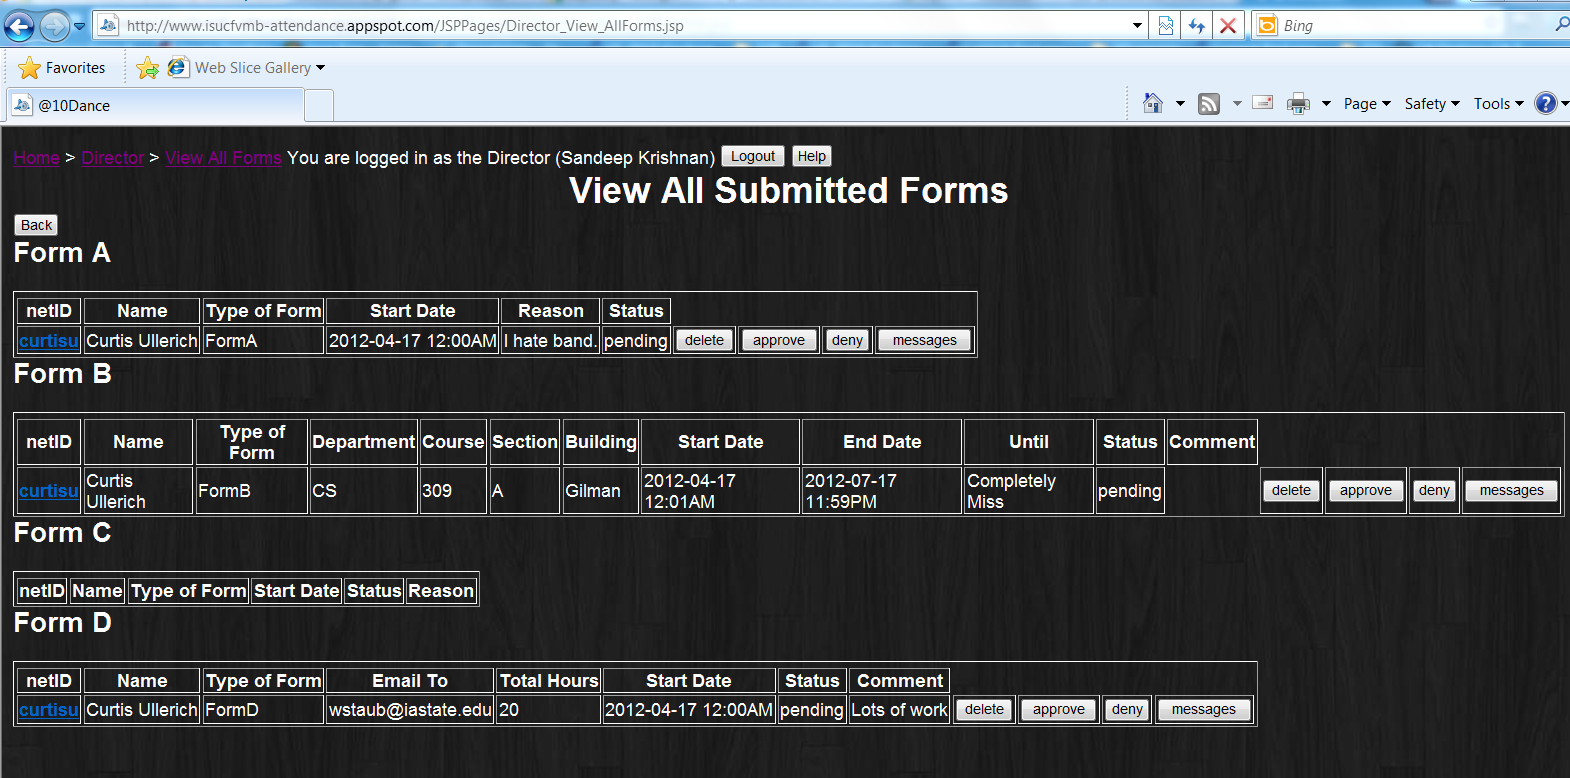 http://www.isucfvmb-attendance.appspot.com/JSPPages/Director_View_AllForms.jsp Bing
Favorites Web Slice Gallery
@10Dance Page Safety Tools
Home > Director > View All Forms You are logged in as the Director (Sandeep Krishnan) Logout Help
View All Submitted Forms
Back
Form A
netID Name Type of Form Start Date Reason Status
curtisu Curtis Ullerich FormA 2012-04-17 12:00AM I hate band. pending delete approve deny messages
Form B
netID Name Type of Form Department Course Section Building Start Date End Date Until Status Comment
curtisu Curtis Ullerich FormB CS 309 A Gilman 2012-04-17 12:01AM 2012-07-17 11:59PM Completely Miss pending delete approve deny messages
Form C
netID Name Type of Form Start Date Status Reason
Form D
netID Name Type of Form Email To Total Hours Start Date Status Comment
curtisu Curtis Ullerich FormD wstaub@iastate.edu 20 2012-04-17 12:00AM pending Lots of work delete approve deny messages